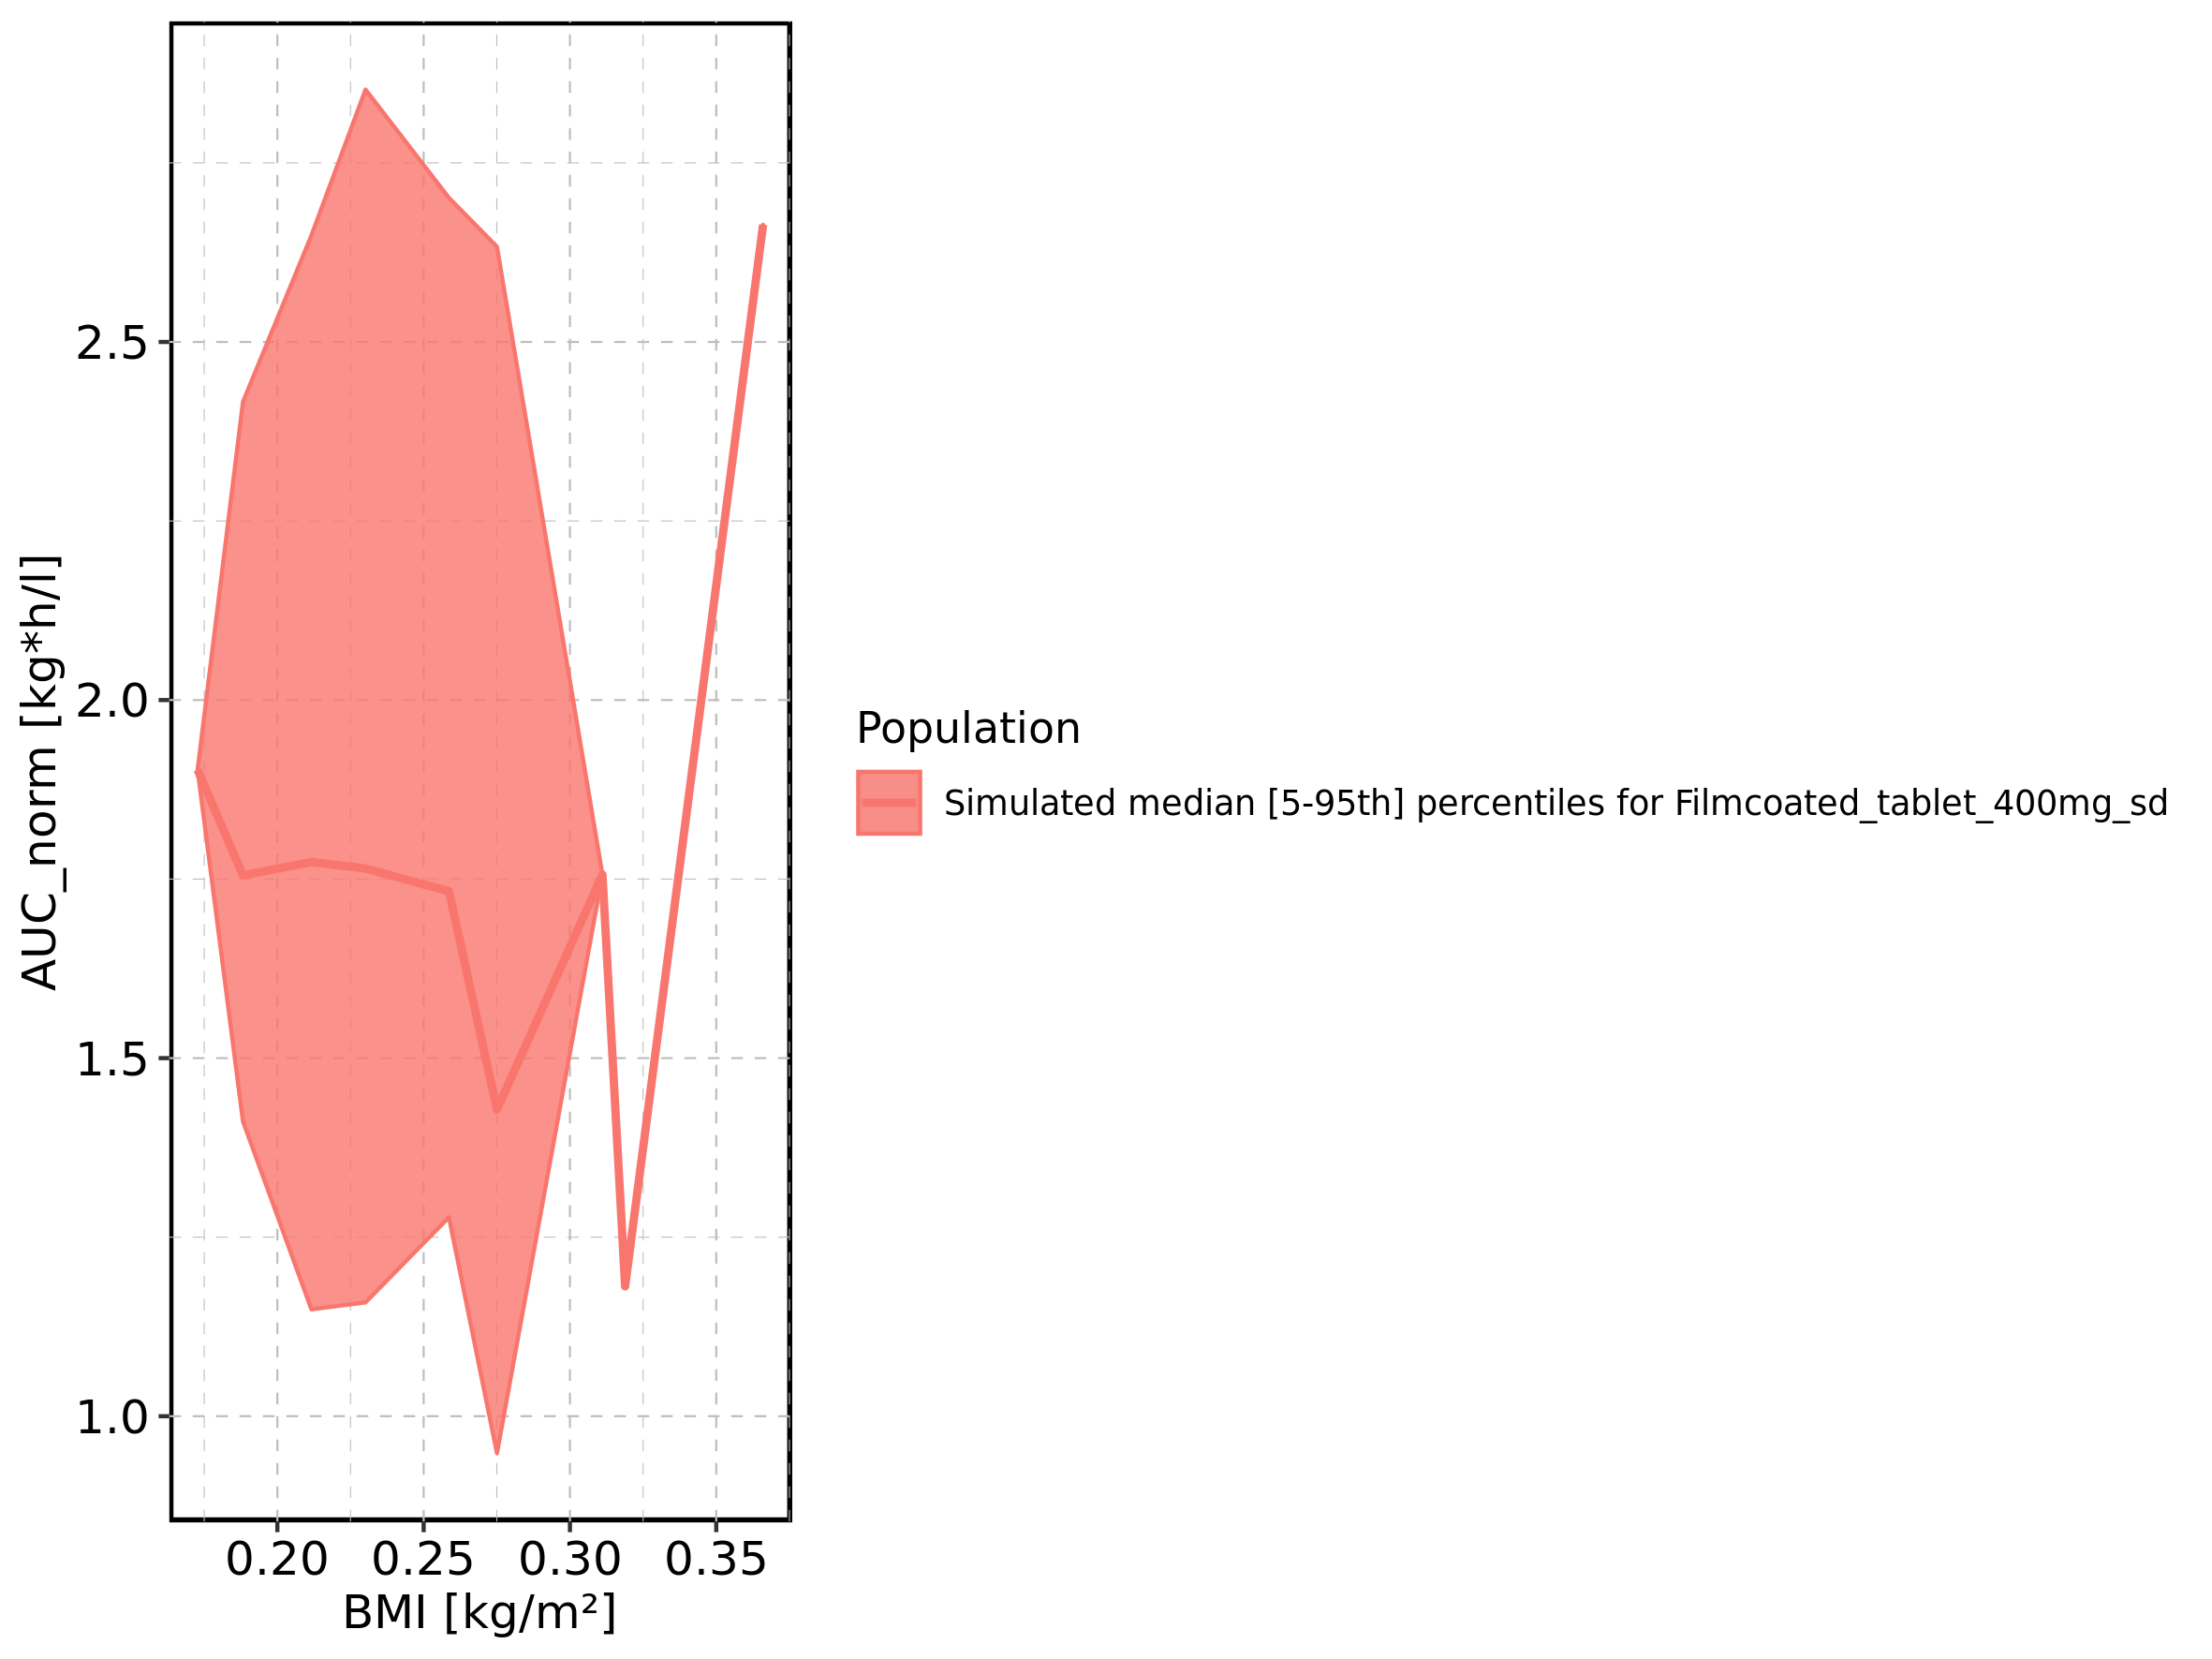 AUC_norm [kg*h/l]
2.5
2.0
1.5
1.0
0.20 0.25 0.30 0.35
BMI [kg/m²]
Population
Simulated median [5-95th] percentiles for Filmcoated_tablet_400mg_sd